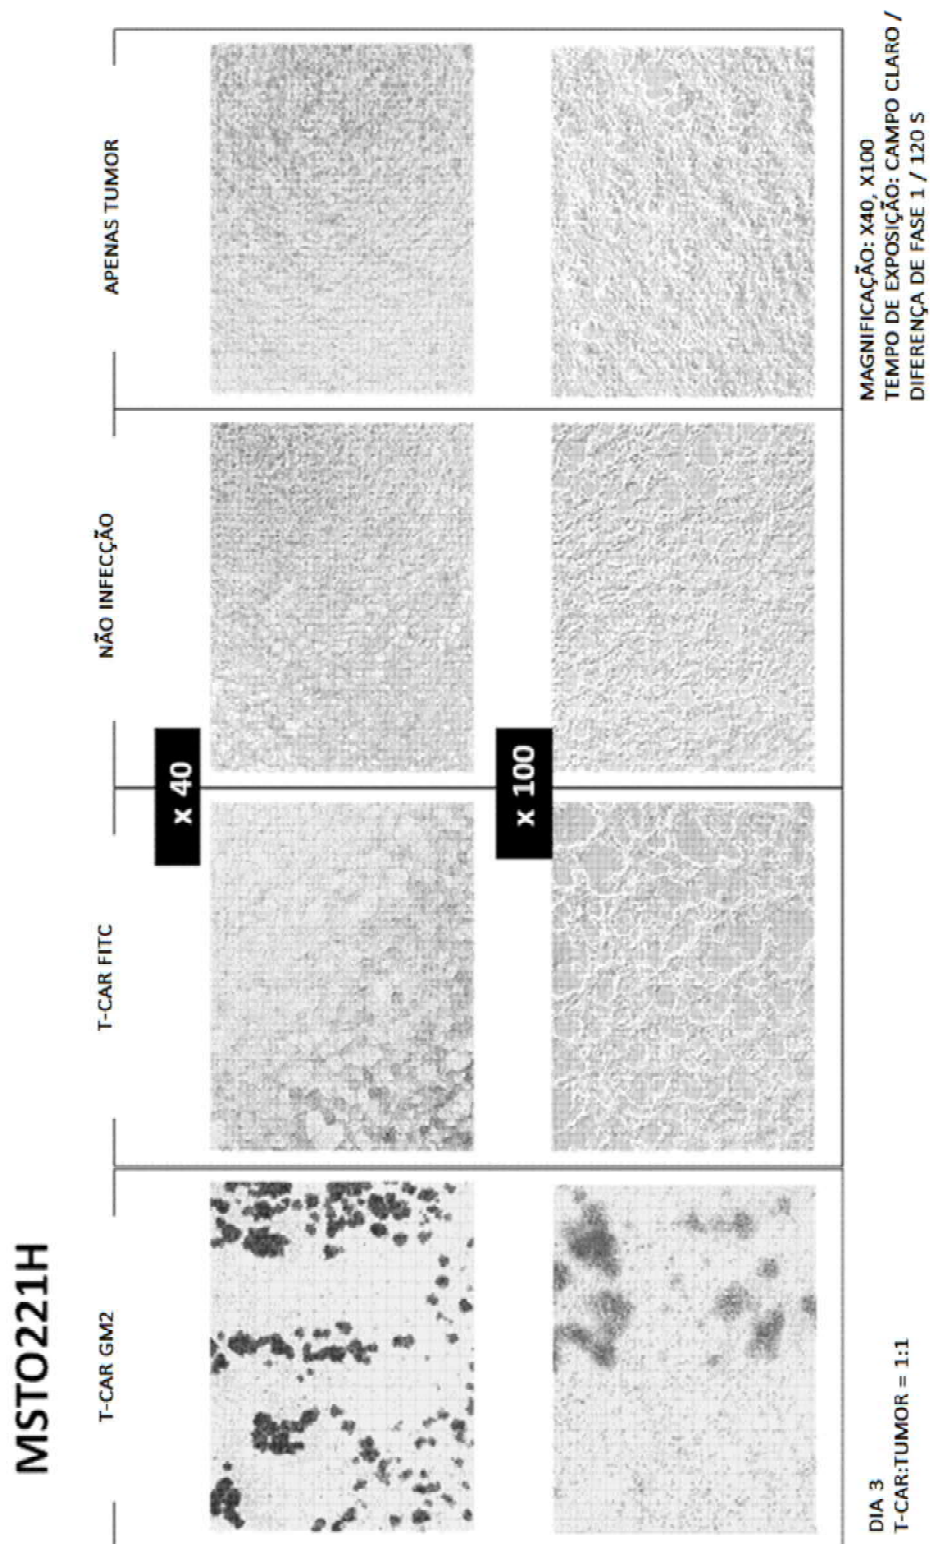 MSTO221H
T-CAR GM2
T-CAR FITC
NÃO INFECÇÃO
APENAS TUMOR
x 40
x 100
DIA 3
T-CAR:TUMOR = 1:1
MAGNIFICAÇÃO: X40, X100
TEMPO DE EXPOSIÇÃO: CAMPO CLARO /
DIFERENÇA DE FASE 1 / 120 S